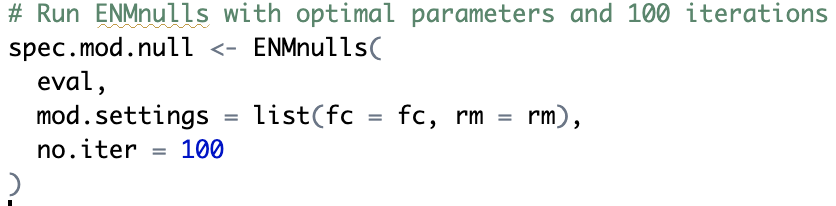 # Run ENMnulls with optimal parameters and 100 iterations
spec.mod.null <- ENMnulls(
  eval,
  mod.settings = list(fc = fc, rm = rm),
  no.iter = 100
)